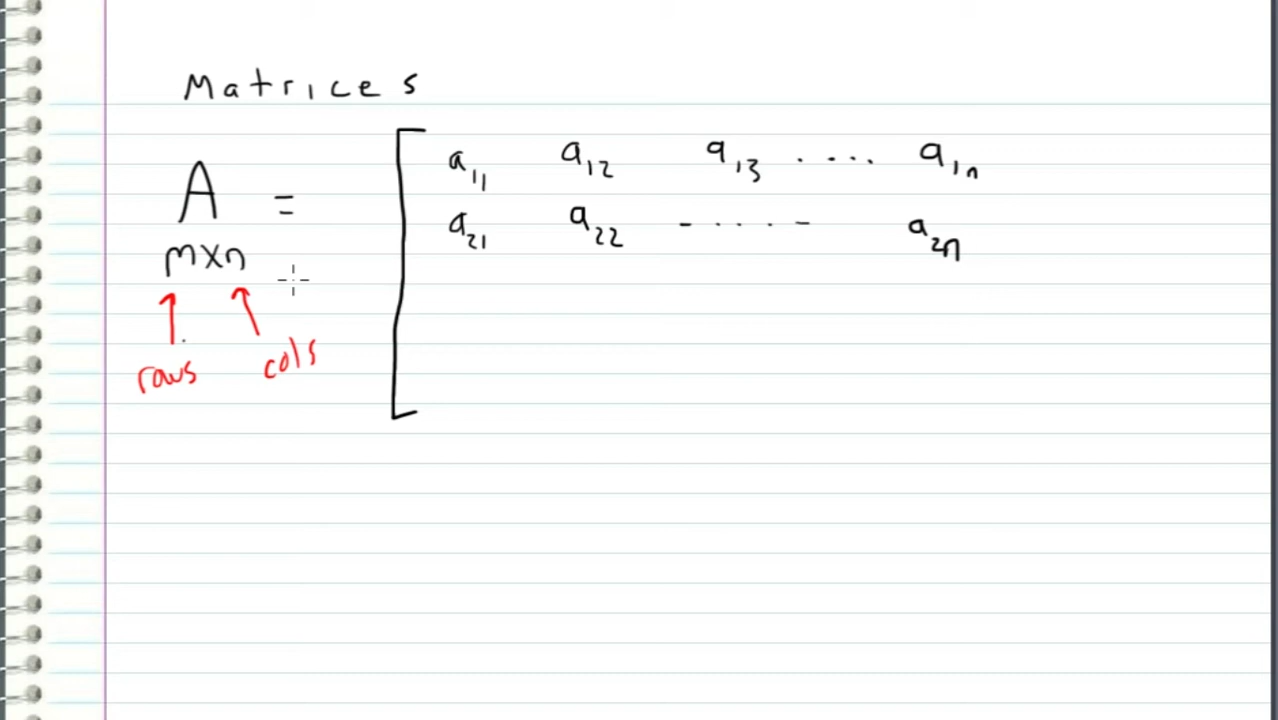 Matrices
A = [ a11 a12 a13 ..... a1n
a21 a22 - .... - a2n
mxn
rows cols